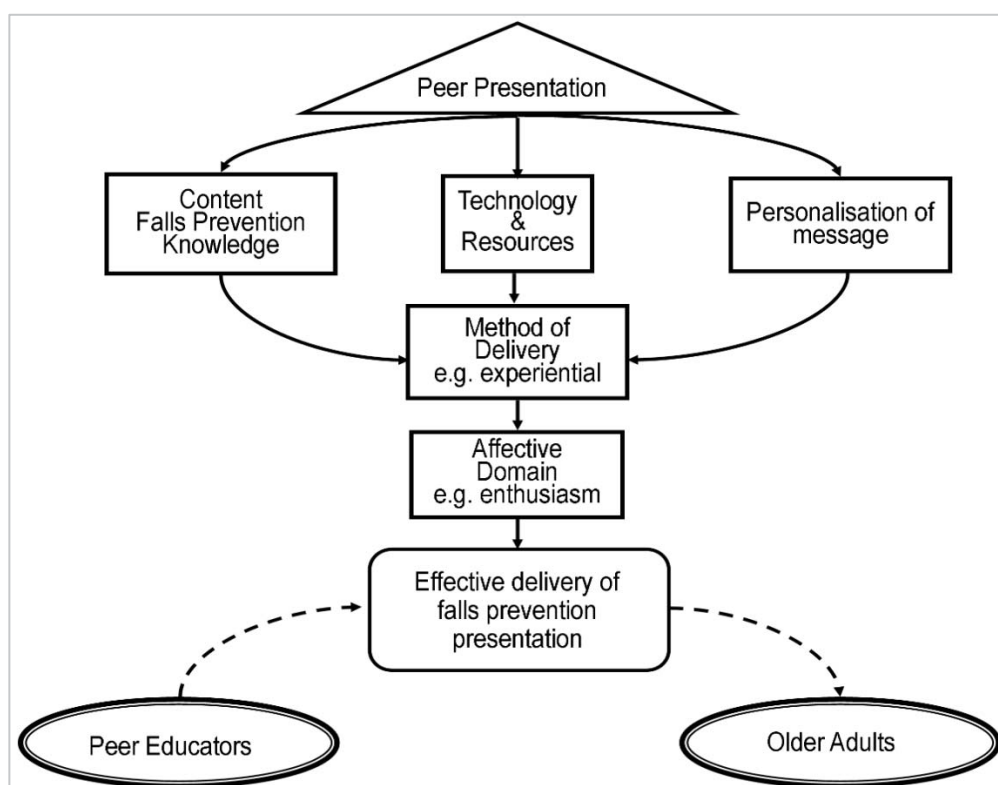 Peer Presentation
Content
Falls Prevention
Knowledge
Technology
&
Resources
Personalisation of
message
Method of
Delivery
e.g. experiential
Affective
Domain
e.g. enthusiasm
Effective delivery of
falls prevention
presentation
Peer Educators
Older Adults